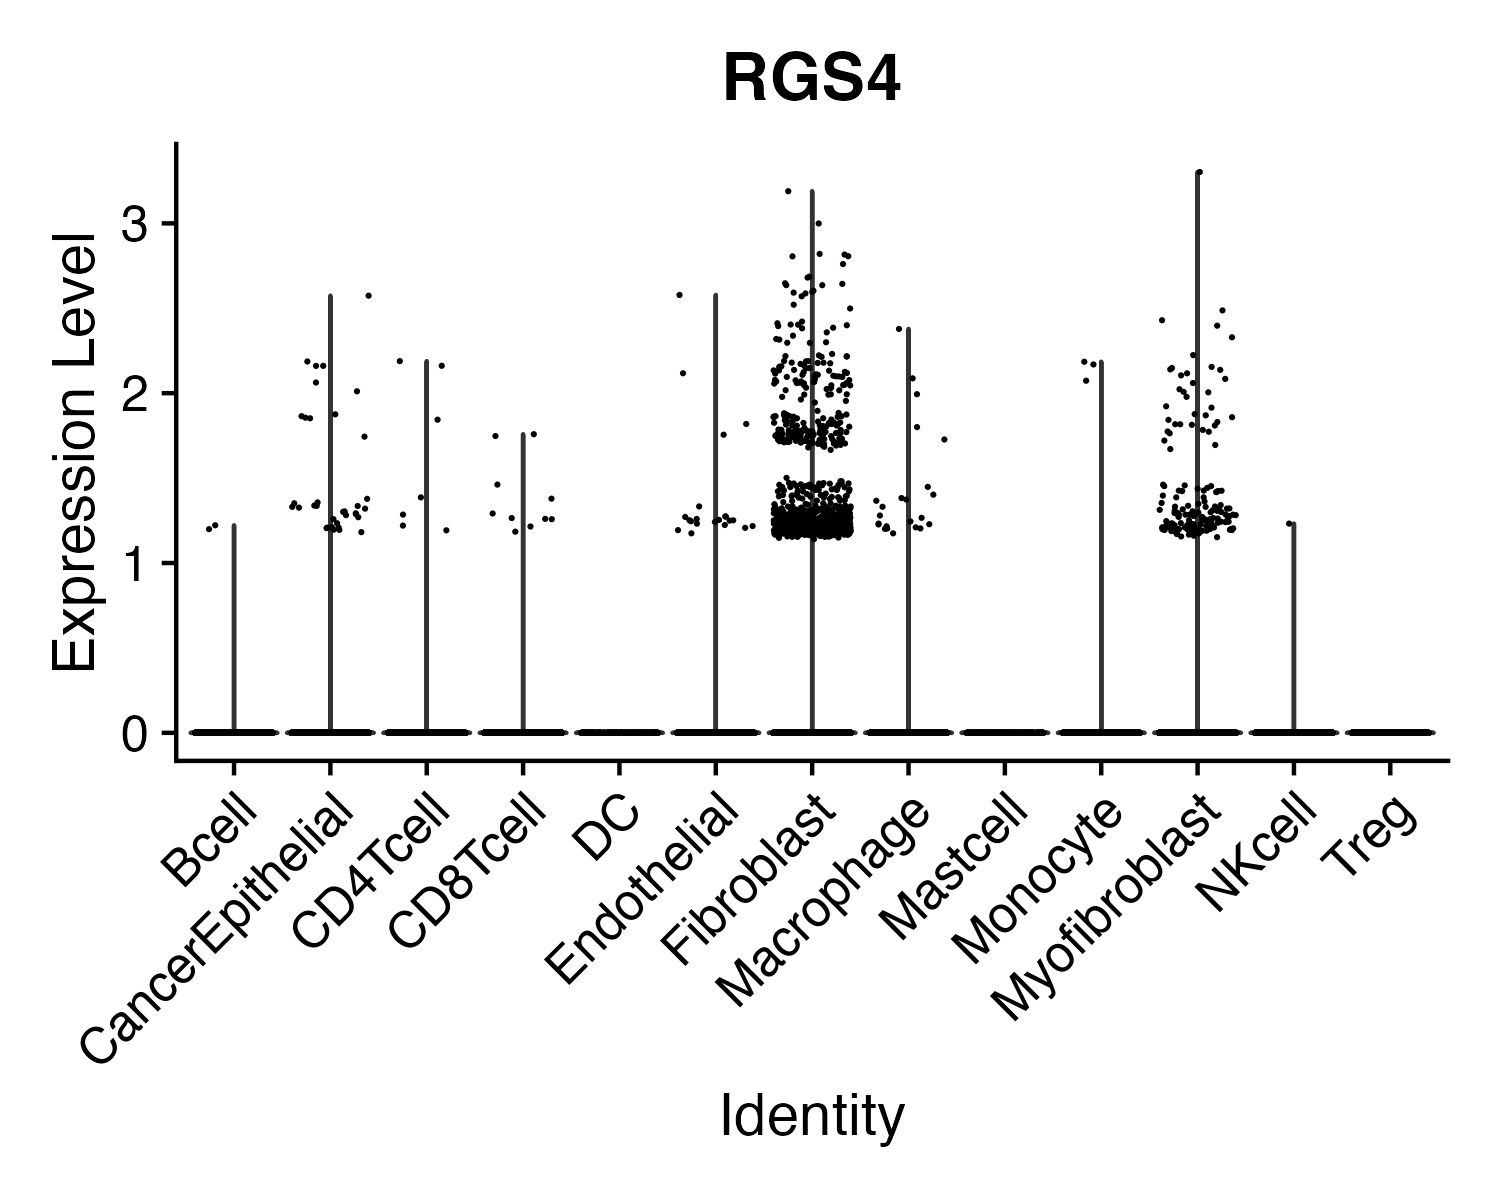 RGS4
Expression Level
3
2
1
0
Bcell
CancerEpithelial
CD4Tcell
CD8Tcell
DC
Endothelial
Fibroblast
Macrophage
Mastcell
Monocyte
Myofibroblast
NKcell
Treg
Identity